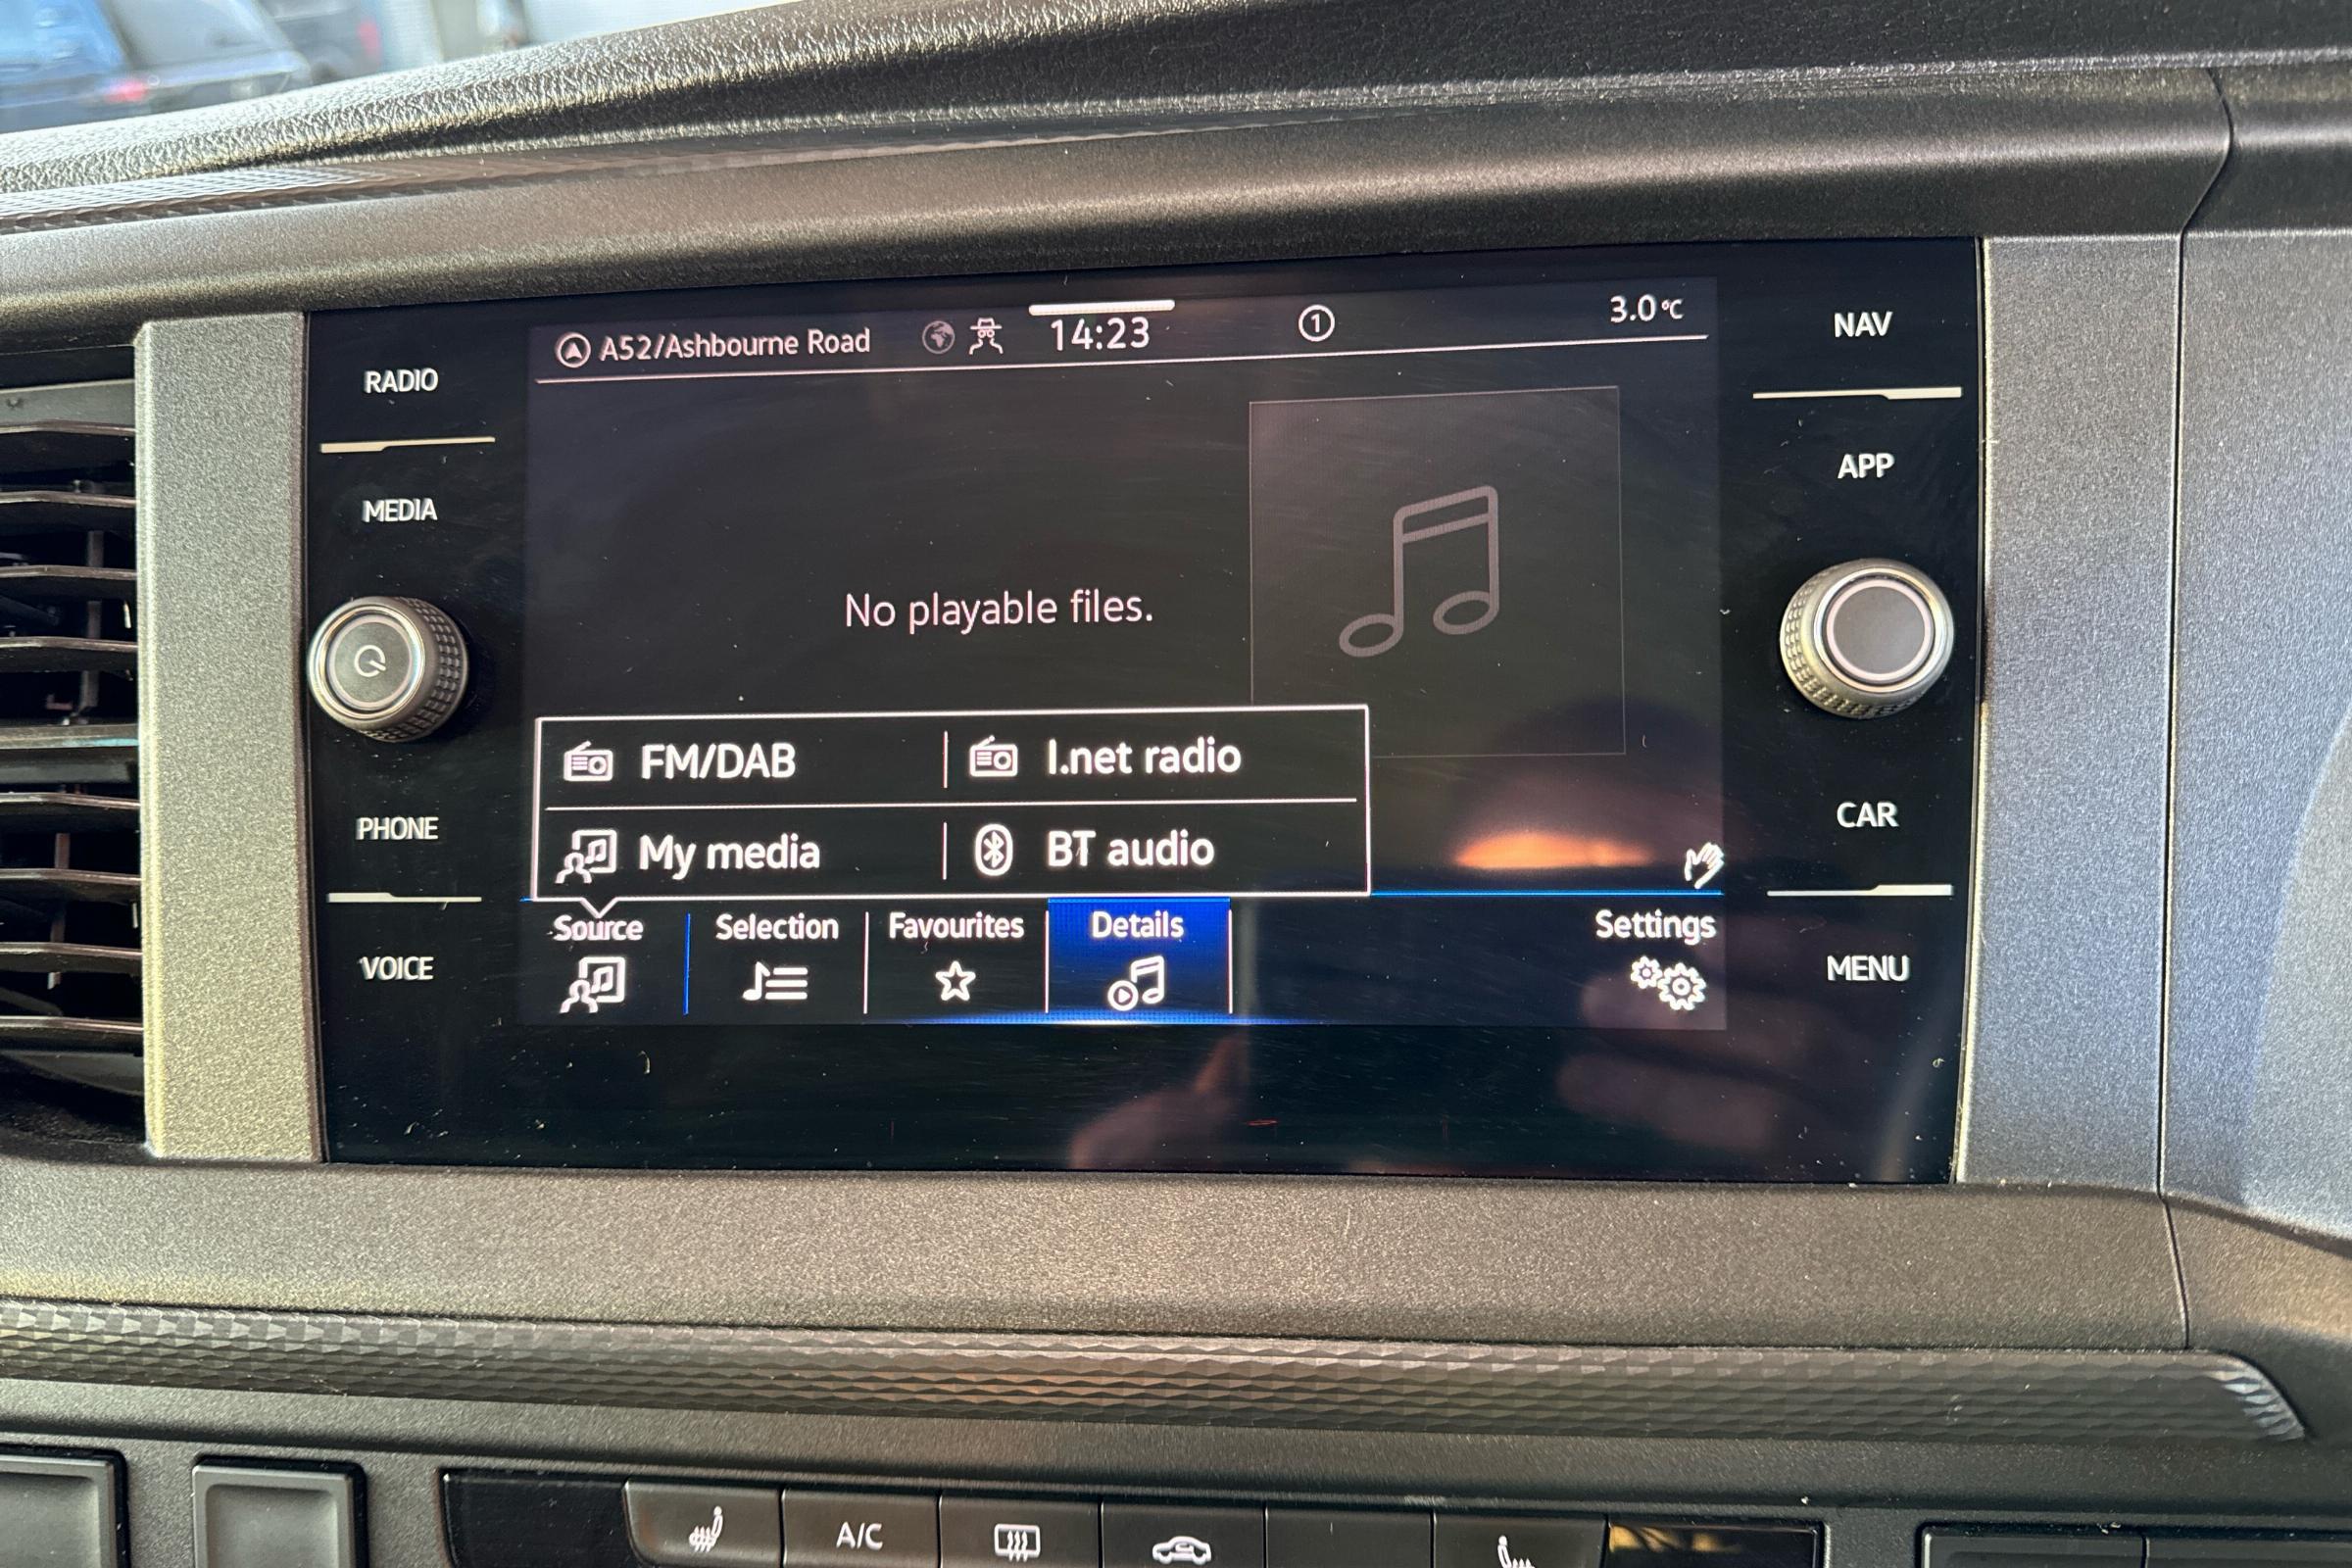 A52/Ashbourne Road 14:23 1 3.0°C
RADIO
MEDIA
PHONE
VOICE
No playable files.
FM/DAB I.net radio
My media BT audio
Source Selection Favourites Details Settings
NAV
APP
CAR
MENU
A/C